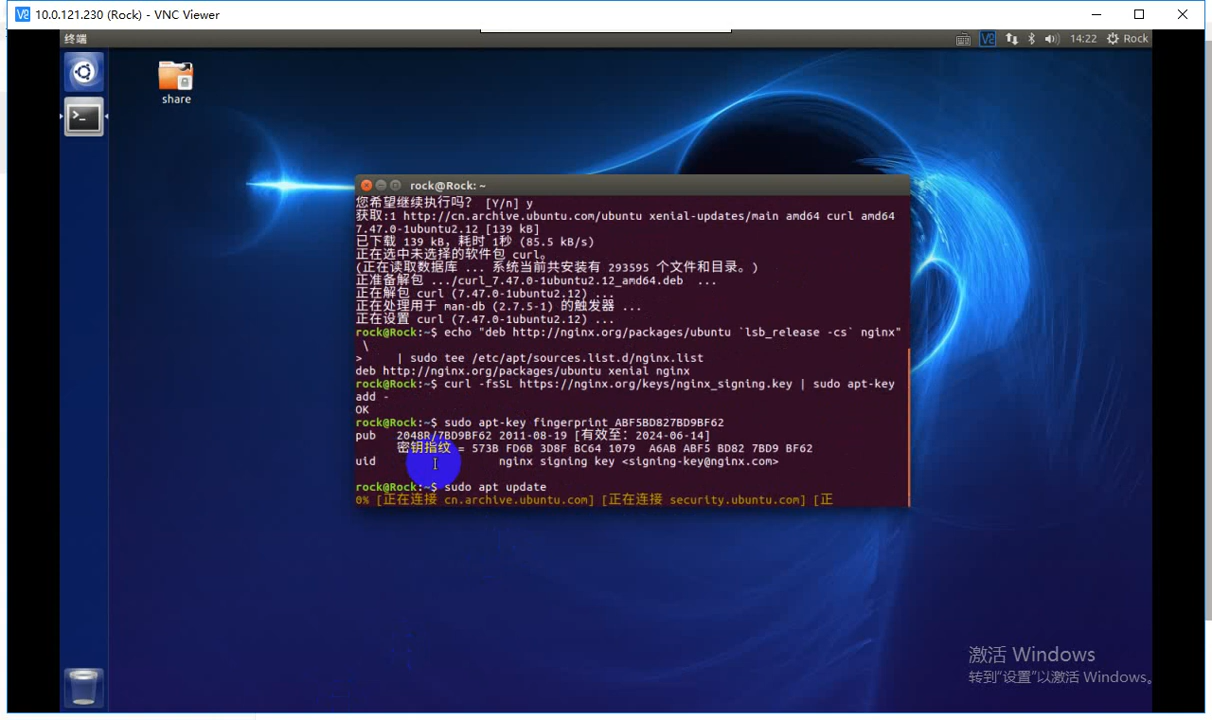 10.0.121.230 (Rock) - VNC Viewer
终端
14:22
Rock
share
rock@Rock: ~
您希望继续执行吗？ [Y/n] y
获取:1 http://cn.archive.ubuntu.com/ubuntu xenial-updates/main amd64 curl amd64
7.47.0-1ubuntu2.12 [139 kB]
已下载 139 kB，耗时 1秒 (85.5 kB/s)
正在选中未选择的软件包 curl。
(正在读取数据库 ... 系统当前共安装有 293595 个文件和目录。)
正准备解包 .../curl_7.47.0-1ubuntu2.12_amd64.deb ...
正在解包 curl (7.47.0-1ubuntu2.12) ...
正在处理用于 man-db (2.7.5-1) 的触发器 ...
正在设置 curl (7.47.0-1ubuntu2.12) ...
rock@Rock:~$ echo "deb http://nginx.org/packages/ubuntu `lsb_release -cs` nginx"
\
> | sudo tee /etc/apt/sources.list.d/nginx.list
deb http://nginx.org/packages/ubuntu xenial nginx
rock@Rock:~$ curl -fsSL https://nginx.org/keys/nginx_signing.key | sudo apt-key
add -
OK
rock@Rock:~$ sudo apt-key fingerprint ABF5BD827BD9BF62
pub 2048R/7BD9BF62 2011-08-19 [有效至：2024-06-14]
密钥指纹 = 573B FD6B 3D8F BC64 1079 A6AB ABF5 BD82 7BD9 BF62
uid nginx signing key <signing-key@nginx.com>
rock@Rock:~$ sudo apt update
0% [正在连接 cn.archive.ubuntu.com] [正在连接 security.ubuntu.com] [正
激活 Windows
转到"设置"以激活 Windows。